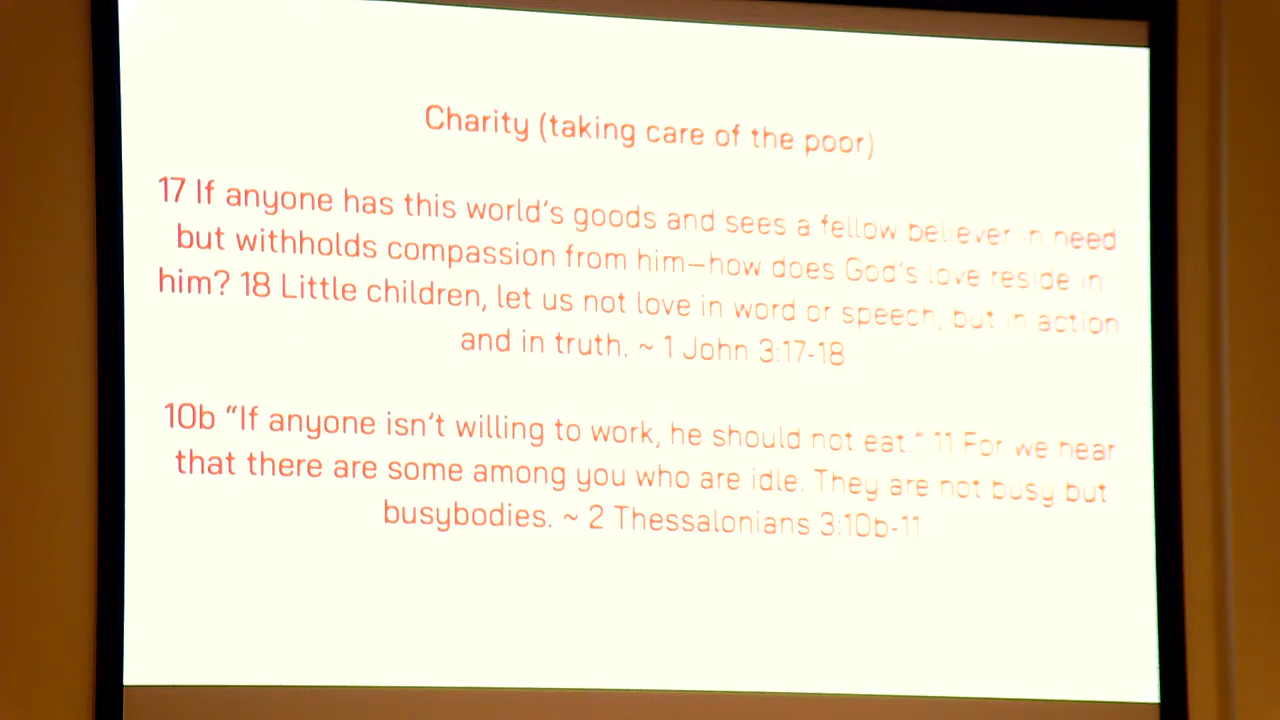 Charity (taking care of the poor)
17 If anyone has this world's goods and sees a fellow believer in need
but withholds compassion from him—how does God's love reside in
him? 18 Little children, let us not love in word or speech, but in action
and in truth. ~ 1 John 3:17-18
10b “If anyone isn't willing to work, he should not eat.” 11 For we hear
that there are some among you who are idle. They are not busy but
busybodies. ~ 2 Thessalonians 3:10b-11